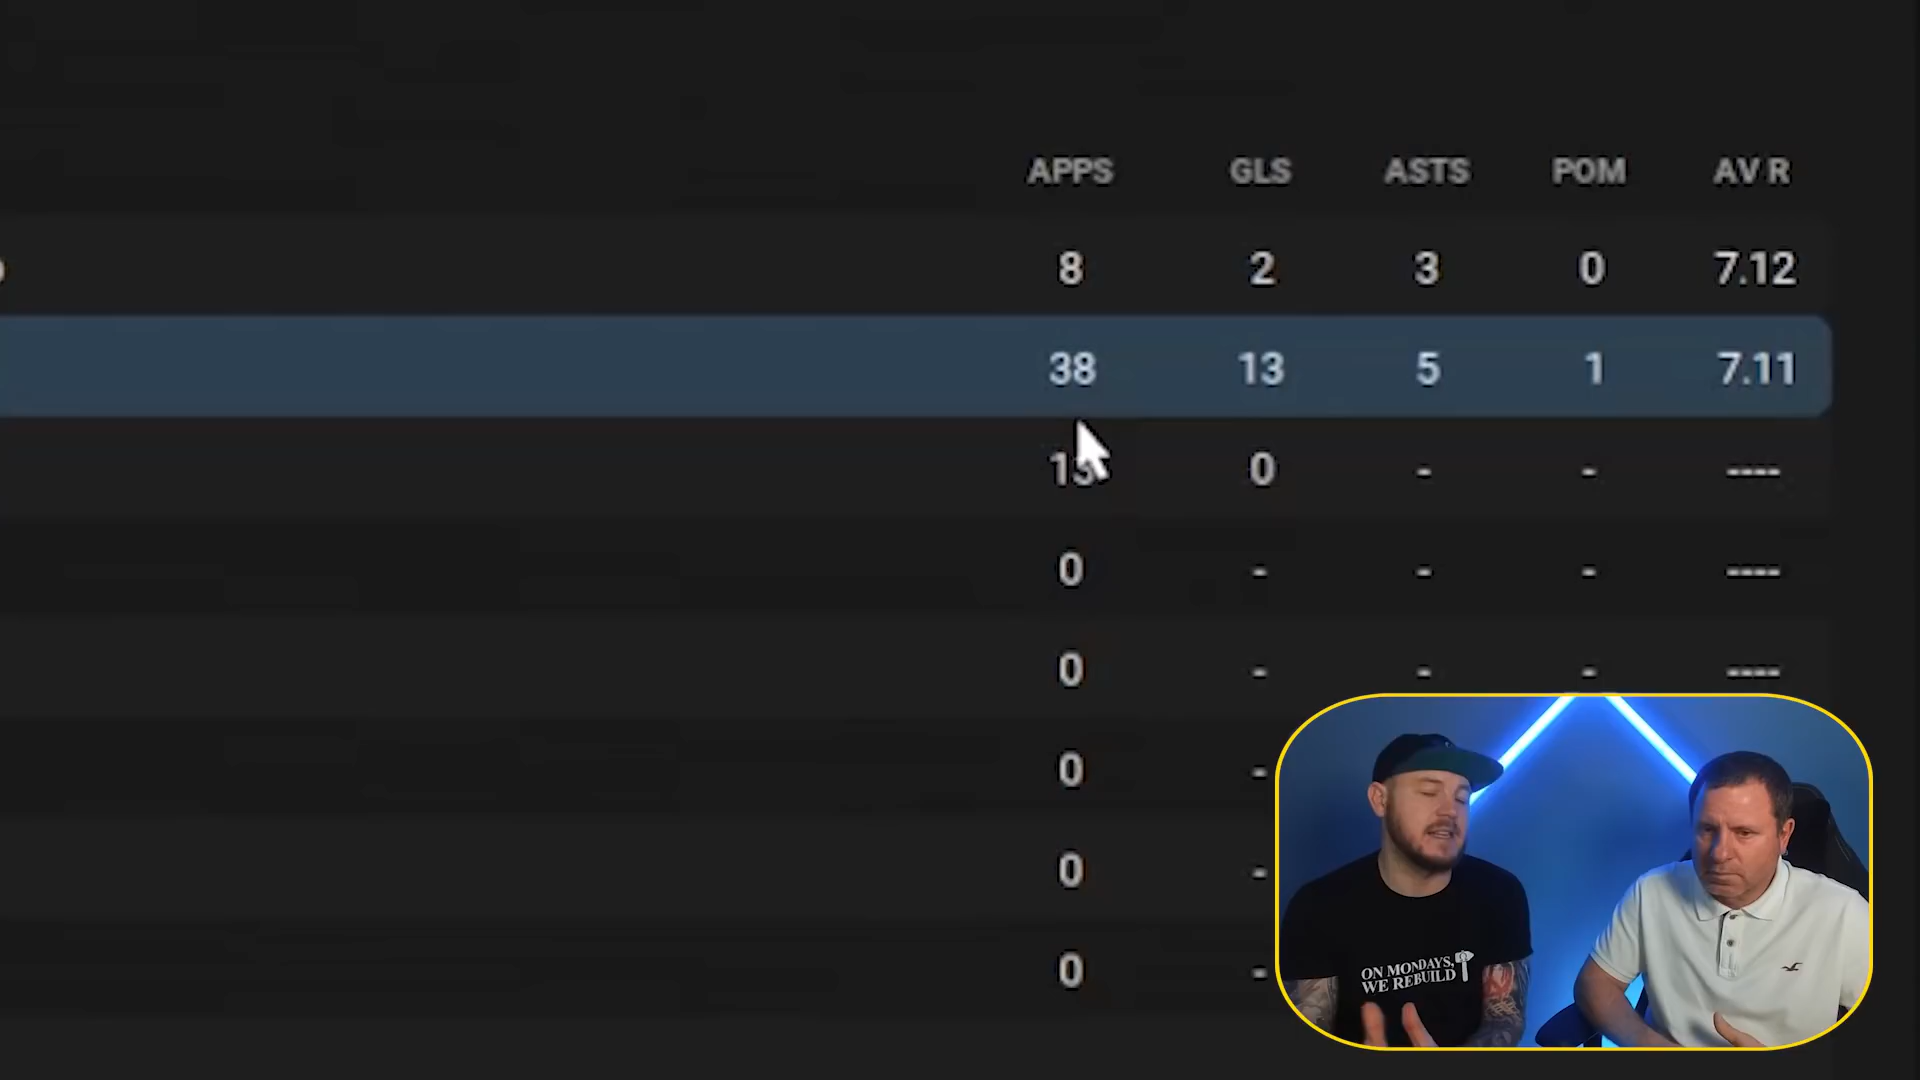 APPS GLS ASTS POM AV R
8 2 3 0 7.12
38 13 5 1 7.11
0 - - ----
0 - - - ----
0 - - - ----
0 -
0 -
0 -
ON MONDAYS,
WE REBUILD